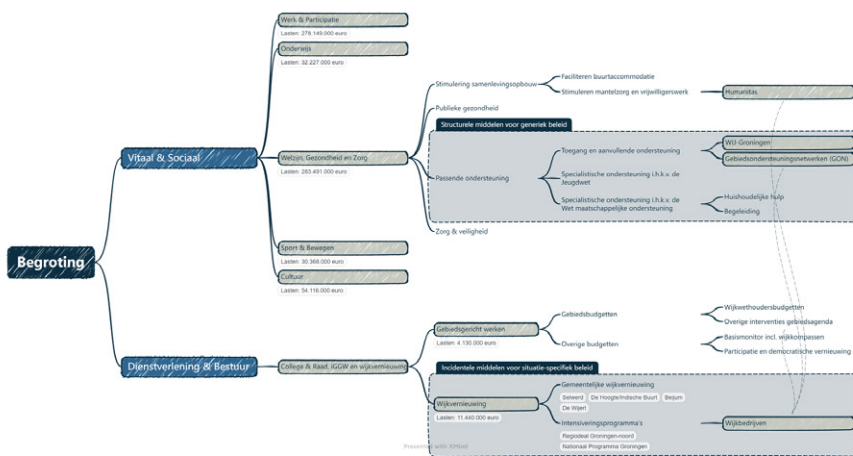 Werk & Participatie
Lasten: 278.149.000 euro
Onderwijs
Lasten: 32.227.000 euro
Stimulering samenlevingsopbouw
Faciliteren buurtaccommodatie
Stimuleren mantelzorg en vrijwilligerswerk
Humanitas
Publieke gezondheid
Structurele middelen voor generiek beleid
Vitaal & Sociaal
Welzijn, Gezondheid en Zorg
Lasten: 283.491.000 euro
Passende ondersteuning
Toegang en aanvullende ondersteuning
WIJ Groningen
Gebiedsondersteuningsnetwerken (GON)
Specialistische ondersteuning i.h.k.v. de
Jeugdwet
Specialistische ondersteuning i.h.k.v. de
Wet maatschappelijke ondersteuning
Huishoudelijke hulp
Begeleiding
Zorg & veiligheid
Begroting
Sport & Bewegen
Lasten: 30.368.000 euro
Cultuur
Lasten: 54.116.000 euro
Gebiedsgericht werken
Lasten: 4.130.000 euro
Gebiedsbudgetten
Wijkwethoudersbudgetten
Overige interventies gebiedsagenda
Overige budgetten
Basismonitor incl. wijkkompassen
Participatie en democratische vernieuwing
Dienstverlening & Bestuur
College & Raad, IGGW en wijkvernieuwing
Incidentele middelen voor situatie-specifiek beleid
Wijkvernieuwing
Lasten: 11.440.000 euro
Gemeentelijke wijkvernieuwing
Selwerd
De Hoogte/Indische Buurt
Beijum
De Wijert
Intensiveringsprogramma's
Wijkbedrijven
Regiodeal Groningen-noord
Nationaal Programma Groningen
Presented with XMind